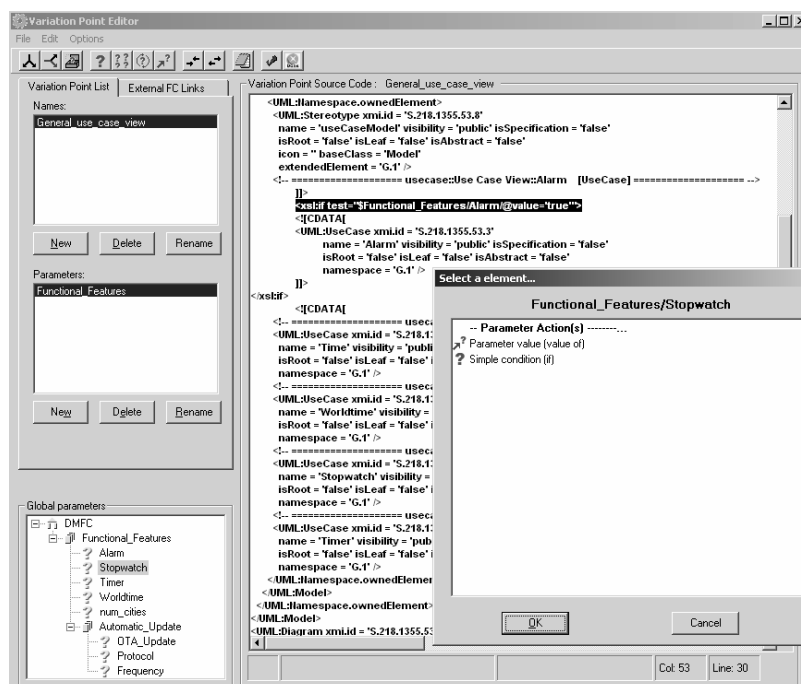 Variation Point Editor
File Edit Options
Variation Point List
External FC Links
Names:
General_use_case_view
New Delete Rename
Parameters:
Functional_Features
New Delete Rename
Global parameters
DMFC
Functional_Features
Alarm
Stopwatch
Timer
Worldtime
num_cities
Automatic_Update
OTA_Update
Protocol
Frequency
Variation Point Source Code : General_use_case_view
<UML:Namespace.ownedElement>
<UML:Stereotype xmi.id = 'S.218.1355.53.8'
name = 'useCaseModel' visibility = 'public' isSpecification = 'false'
isRoot = 'false' isLeaf = 'false' isAbstract = 'false'
icon = '' baseClass = 'Model'
extendedElement = 'G.1' />
<!-- ==================== usecase::Use Case View::Alarm [UseCase] ==================== -->
]]>
<xsl:if test="$Functional_Features/Alarm/@value='true'">
<![CDATA[
<UML:UseCase xmi.id = 'S.218.1355.53.3'
name = 'Alarm' visibility = 'public' isSpecification = 'false'
isRoot = 'false' isLeaf = 'false' isAbstract = 'false'
namespace = 'G.1' />
]]>
</xsl:if>
<![CDATA[
<!-- ==================== useca
<UML:UseCase xmi.id = 'S.218.1
name = 'Time' visibility = 'publi
isRoot = 'false' isLeaf = 'false' i
namespace = 'G.1' />
<!-- ==================== useca
<UML:UseCase xmi.id = 'S.218.1
name = 'Worldtime' visibility =
isRoot = 'false' isLeaf = 'false' i
namespace = 'G.1' />
<!-- ==================== useca
<UML:UseCase xmi.id = 'S.218.1
name = 'Stopwatch' visibility =
isRoot = 'false' isLeaf = 'false' i
namespace = 'G.1' />
<!-- ==================== useca
<UML:UseCase xmi.id = 'S.218.1
name = 'Timer' visibility = 'pub
isRoot = 'false' isLeaf = 'false' i
namespace = 'G.1' />
</UML:Namespace.ownedElemer
</UML:Model>
</UML:Namespace.ownedElement>
</UML:Model>
<UML:Diagram xmi.id = 'S.218.1355.53
Select a element...
Functional_Features/Stopwatch
-- Parameter Action(s) --------...
Parameter value (value of)
Simple condition (if)
OK Cancel
Col: 53 Line: 30